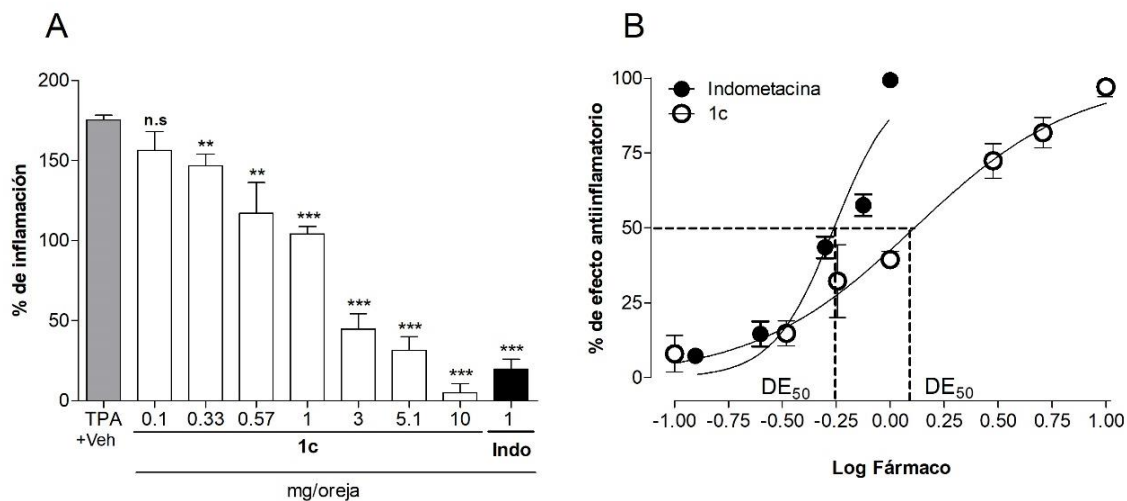 A
% de inflamación
200
150
100
50
0
n.s
**
**
***
***
***
***
***
TPA
+Veh
0.1 0.33 0.57 1 3 5.1 10 1
1c Indo
mg/oreja
B
% de efecto antiinflamatorio
100
75
50
25
0
Indometacina
1c
DE50 DE50
-1.00 -0.75 -0.50 -0.25 0.00 0.25 0.50 0.75 1.00
Log Fármaco